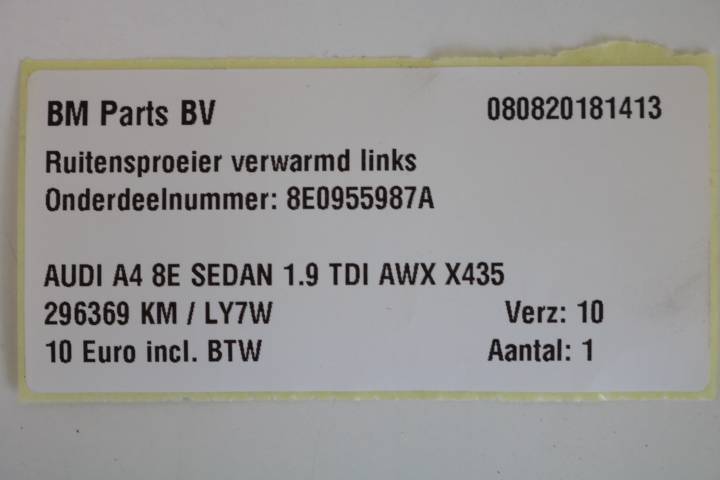 BM Parts BV 080820181413
Ruitensproeier verwarmd links
Onderdeelnummer: 8E0955987A
AUDI A4 8E SEDAN 1.9 TDI AWX X435
296369 KM / LY7W Verz: 10
10 Euro incl. BTW Aantal: 1